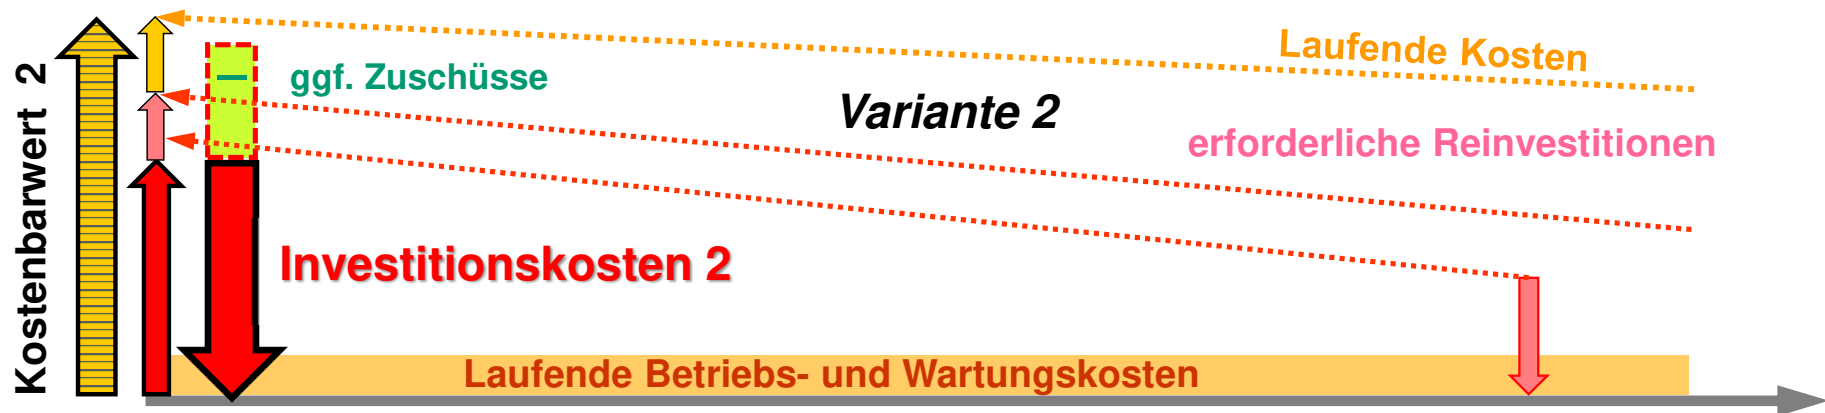 Laufende Kosten
ggf. Zuschüsse
Variante 2
erforderliche Reinvestitionen
Kostenbarwert 2
Investitionskosten 2
Laufende Betriebs- und Wartungskosten